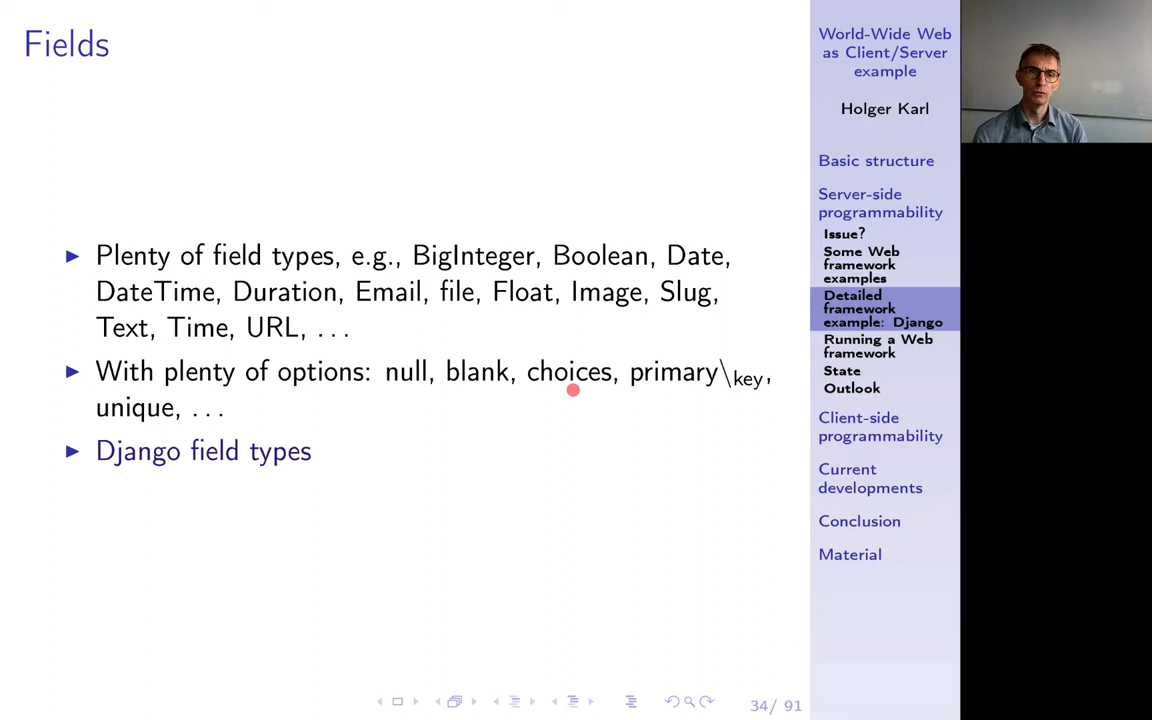 Fields
▶ Plenty of field types, e.g., BigInteger, Boolean, Date,
DateTime, Duration, Email, file, Float, Image, Slug,
Text, Time, URL, ...
▶ With plenty of options: null, blank, choices, primary\key,
unique, ...
▶ Django field types
34/ 91
World-Wide Web
as Client/Server
example
Holger Karl
Basic structure
Server-side
programmability
Issue?
Some Web
framework
examples
Detailed
framework
example: Django
Running a Web
framework
State
Outlook
Client-side
programmability
Current
developments
Conclusion
Material